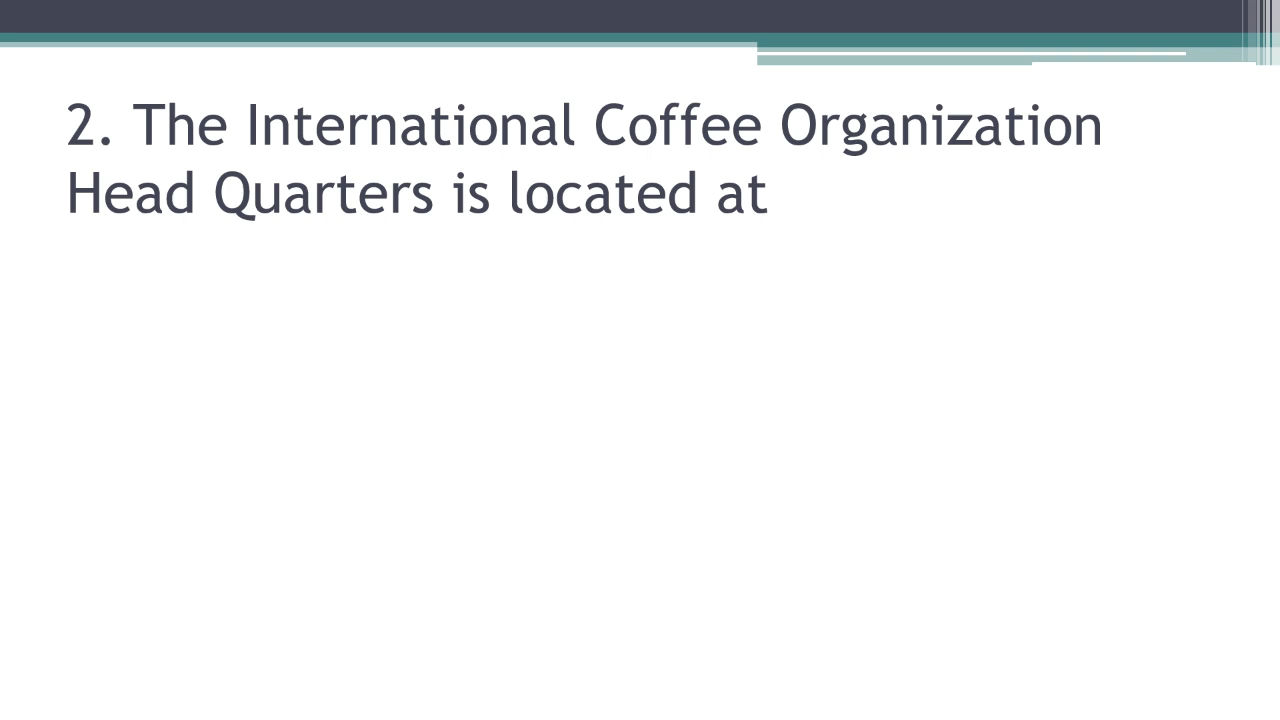 2. The International Coffee Organization
Head Quarters is located at